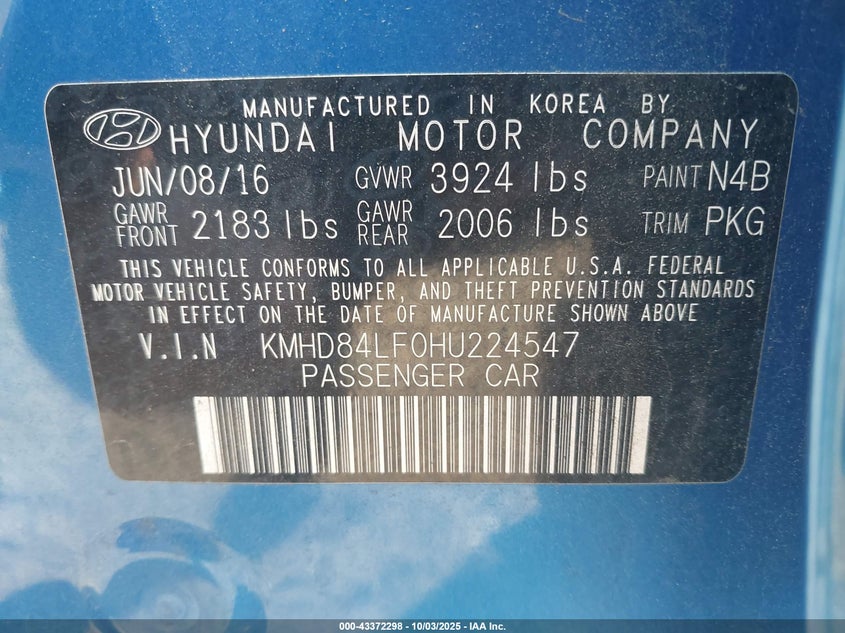 MANUFACTURED IN KOREA BY
HYUNDAI MOTOR COMPANY
JUN/08/16 GVWR 3924 lbs PAINT N4B
GAWR FRONT 2183 lbs GAWR REAR 2006 lbs TRIM PKG
THIS VEHICLE CONFORMS TO ALL APPLICABLE U.S.A. FEDERAL
MOTOR VEHICLE SAFETY, BUMPER, AND THEFT PREVENTION STANDARDS
IN EFFECT ON THE DATE OF MANUFACTURE SHOWN ABOVE.
V.I.N KMHD84LF0HU224547
PASSENGER CAR
000-43372298 - 10/03/2025 - IAA Inc.